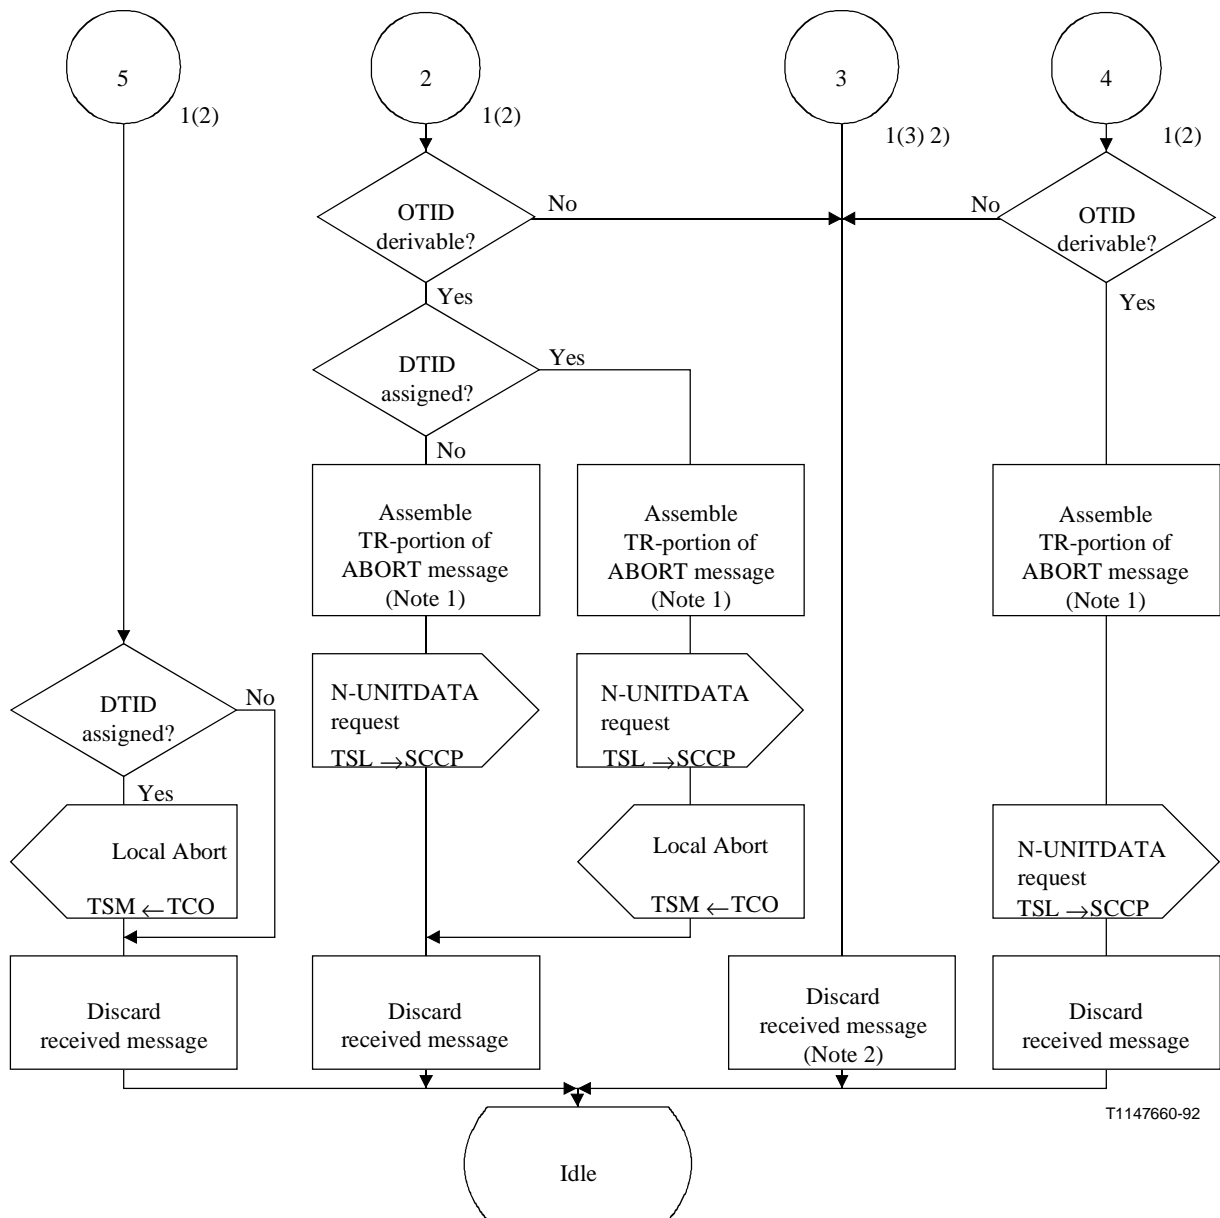 5
2
3
4
1(2)
1(2)
1(3) 2)
1(2)
OTID
derivable?
No
No
OTID
derivable?
Yes
Yes
DTID
assigned?
Yes
No
Assemble
TR-portion of
ABORT message
(Note 1)
Assemble
TR-portion of
ABORT message
(Note 1)
Assemble
TR-portion of
ABORT message
(Note 1)
DTID
assigned?
No
Yes
N-UNITDATA
request
TSL →SCCP
N-UNITDATA
request
TSL →SCCP
Local Abort
TSM ←TCO
Local Abort
TSM ←TCO
N-UNITDATA
request
TSL →SCCP
Discard
received message
Discard
received message
Discard
received message
(Note 2)
Discard
received message
T1147660-92
Idle